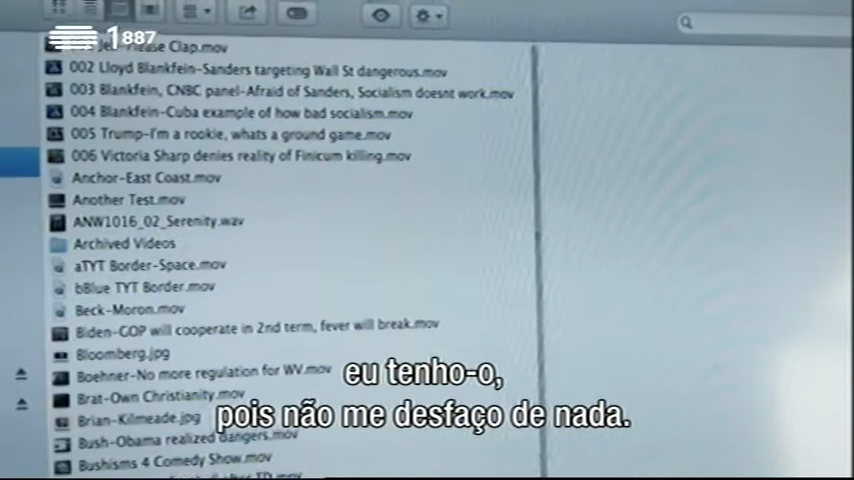 1 887
Please Clap.mov
002 Lloyd Blankfein-Sanders targeting Wall St dangerous.mov
003 Blankfein, CNBC panel-Afraid of Sanders, Socialism doesnt work.mov
004 Blankfein-Cuba example of how bad socialism.mov
005 Trump-I'm a rookie, whats a ground game.mov
006 Victoria Sharp denies reality of Finicum killing.mov
Anchor-East Coast.mov
Another Test.mov
ANW1016_02_Serenity.wav
Archived Videos
aTYT Border-Space.mov
bBlue TYT Border.mov
Beck-Moron.mov
Biden-GOP will cooperate in 2nd term, fever will break.mov
Bloomberg.jpg
Boehner-No more regulation for WV.mov
Brat-Own Christianity.mov
Brian-Kilmeade.jpg
Bush-Obama realized dangers.mov
Bushisms 4 Comedy Show.mov
eu tenho-o,
pois não me desfaço de nada.